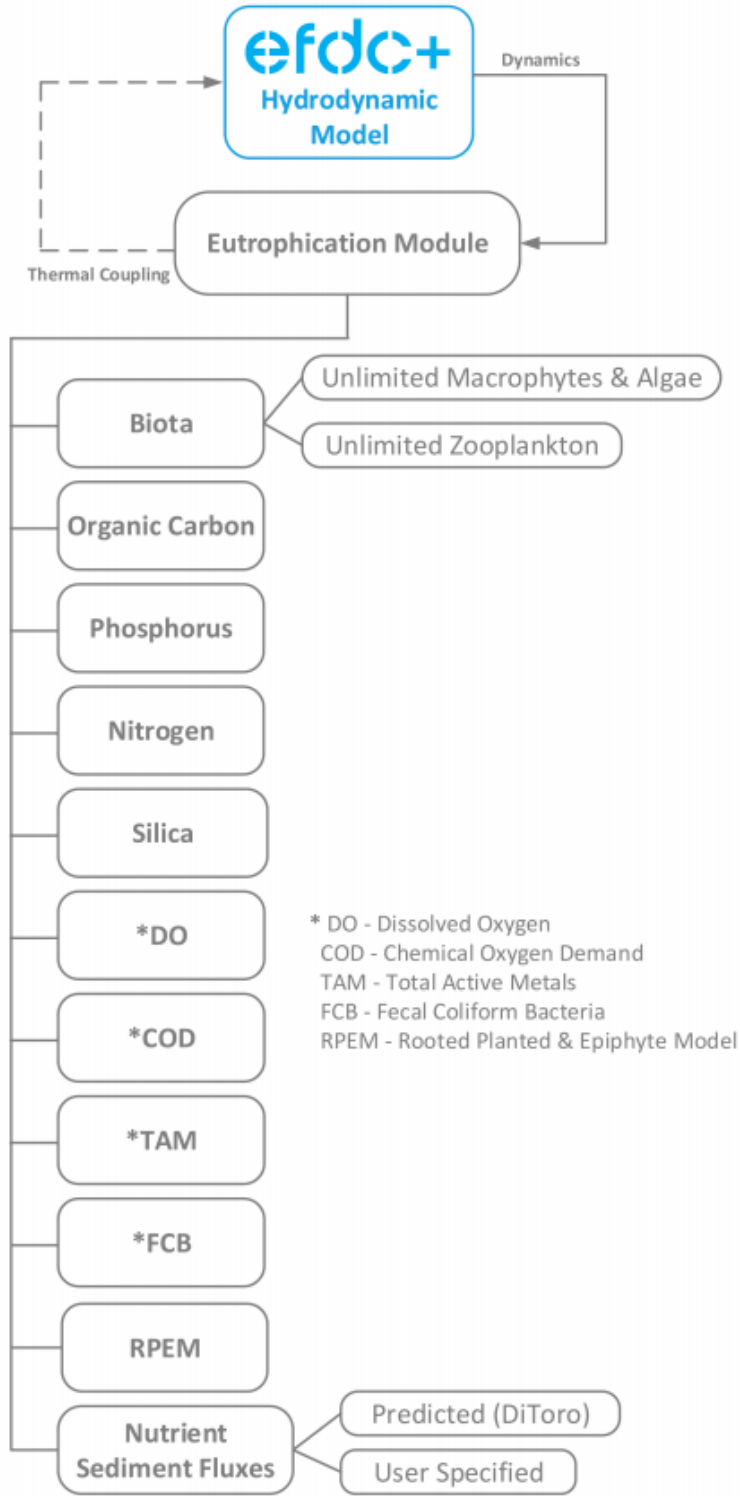 efdc+
Hydrodynamic
Model
Dynamics
Eutrophication Module
Thermal Coupling
Biota
Unlimited Macrophytes & Algae
Unlimited Zooplankton
Organic Carbon
Phosphorus
Nitrogen
Silica
*DO
* DO - Dissolved Oxygen
COD - Chemical Oxygen Demand
TAM - Total Active Metals
FCB - Fecal Coliform Bacteria
RPEM - Rooted Planted & Epiphyte Model
*COD
*TAM
*FCB
RPEM
Nutrient
Sediment Fluxes
Predicted (DiToro)
User Specified